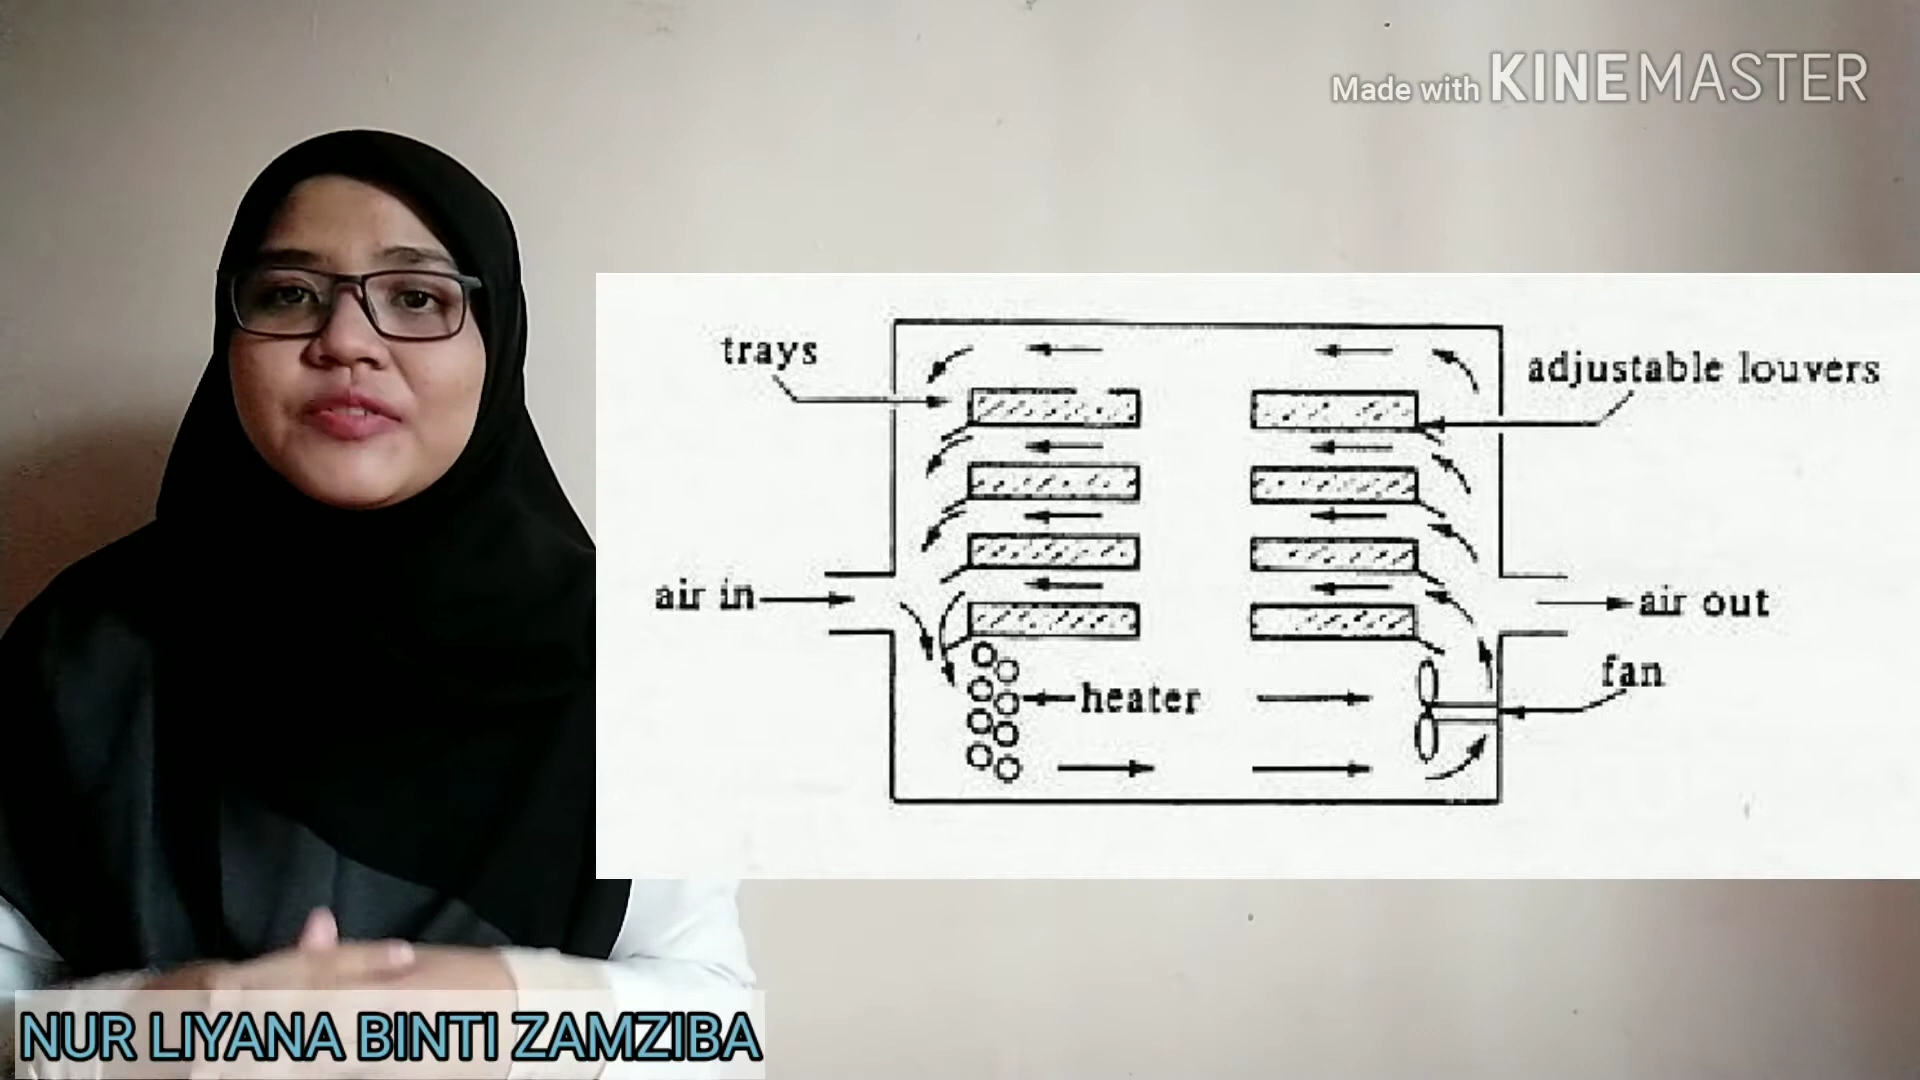 Made with KINEMASTER
trays
adjustable louvers
air in
air out
fan
heater
NUR LIYANA BINTI ZAMZIBA